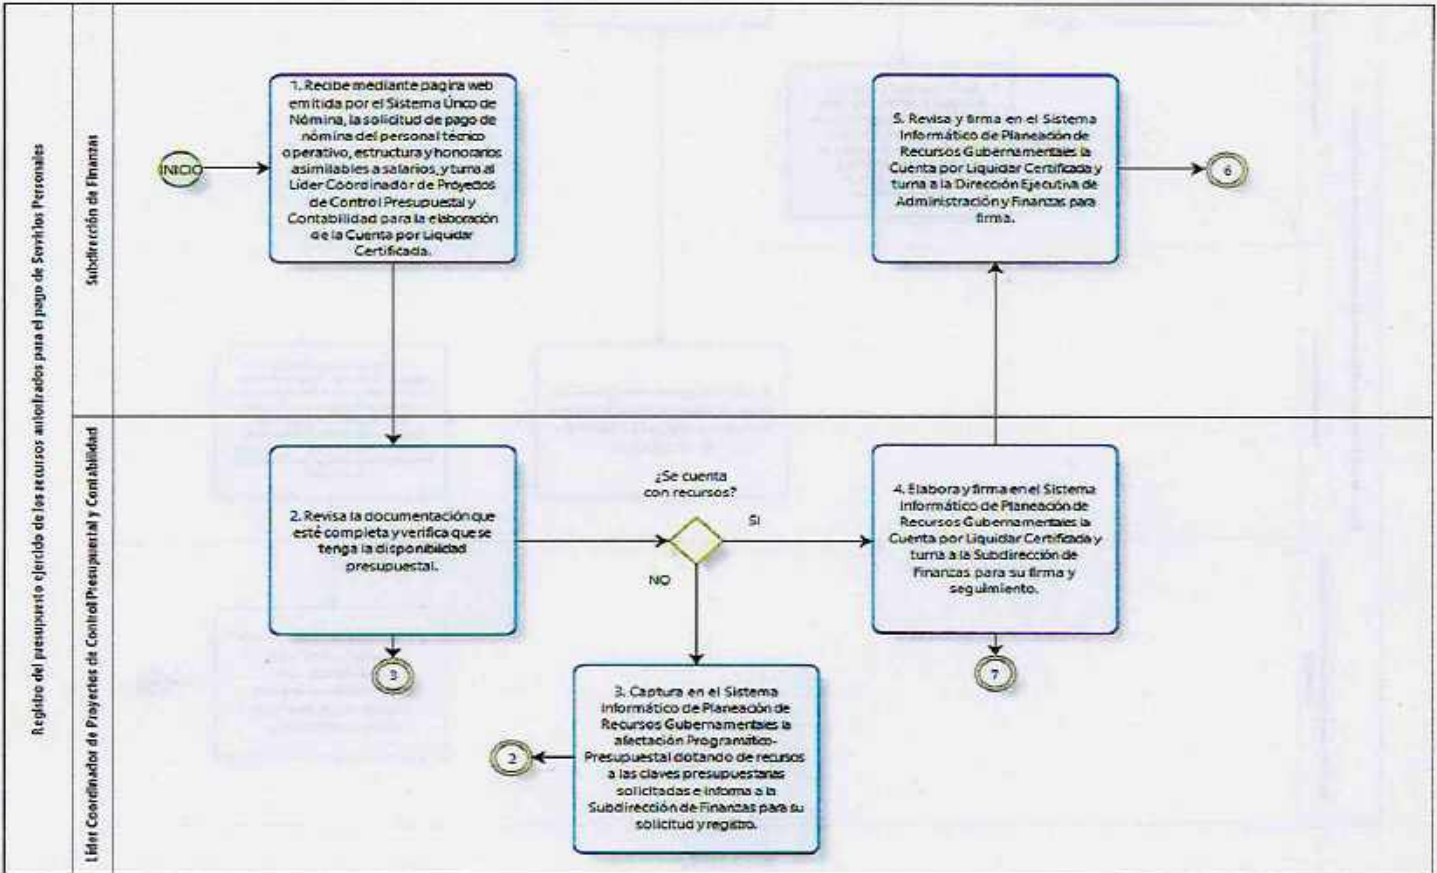 Registro del presupuesto ejercido de los recursos autorizados para el pago de Servicios Personales
Subdirección de Finanzas
INICIO
1. Recibe mediante pagina web
emitida por el Sistema Único de
Nómina, la solicitud de pago de
nómina del personal técnico
operativo, estructura y honorarios
asimilables a salarios, y turna al
Líder Coordinador de Proyectos
de Control Presupuestal y
Contabilidad para la elaboración
de la Cuenta por Liquidar
Certificada.
5. Revisa y firma en el Sistema
Informático de Planeación de
Recursos Gubernamentales la
Cuenta por Liquidar Certificada y
turna a la Dirección Ejecutiva de
Administración y Finanzas para
firma.
6
Líder Coordinador de Proyectos de Control Presupuestal y Contabilidad
2. Revisa la documentación que
esté completa y verifica que se
tenga la disponibilidad
presupuestal.
3
¿Se cuenta
con recursos?
SI
NO
4. Elabora y firma en el Sistema
Informático de Planeación de
Recursos Gubernamentales la
Cuenta por Liquidar Certificada y
turna a la Subdirección de
Finanzas para su firma y
seguimiento.
7
3. Captura en el Sistema
Informático de Planeación de
Recursos Gubernamentales la
afectación Programático-
Presupuestal dotando de recursos
a las claves presupuestarias
solicitadas e informa a la
Subdirección de Finanzas para su
solicitud y registro.
2